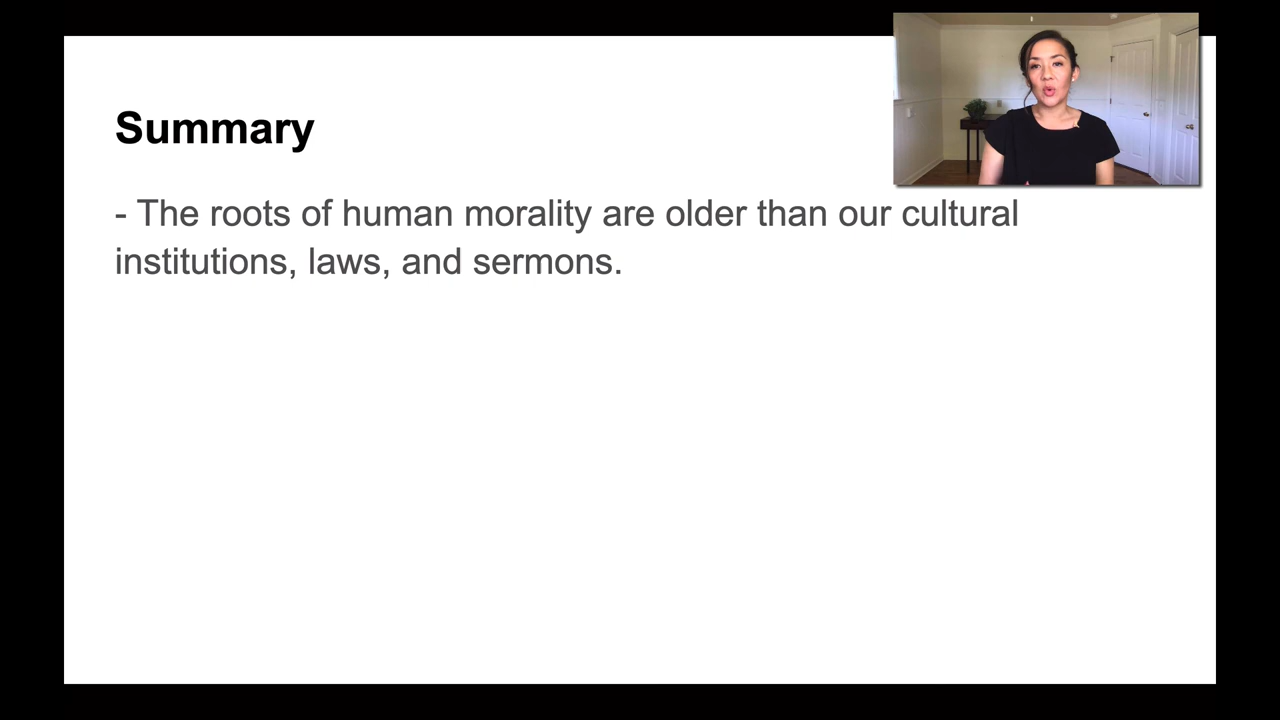 Summary
- The roots of human morality are older than our cultural
institutions, laws, and sermons.